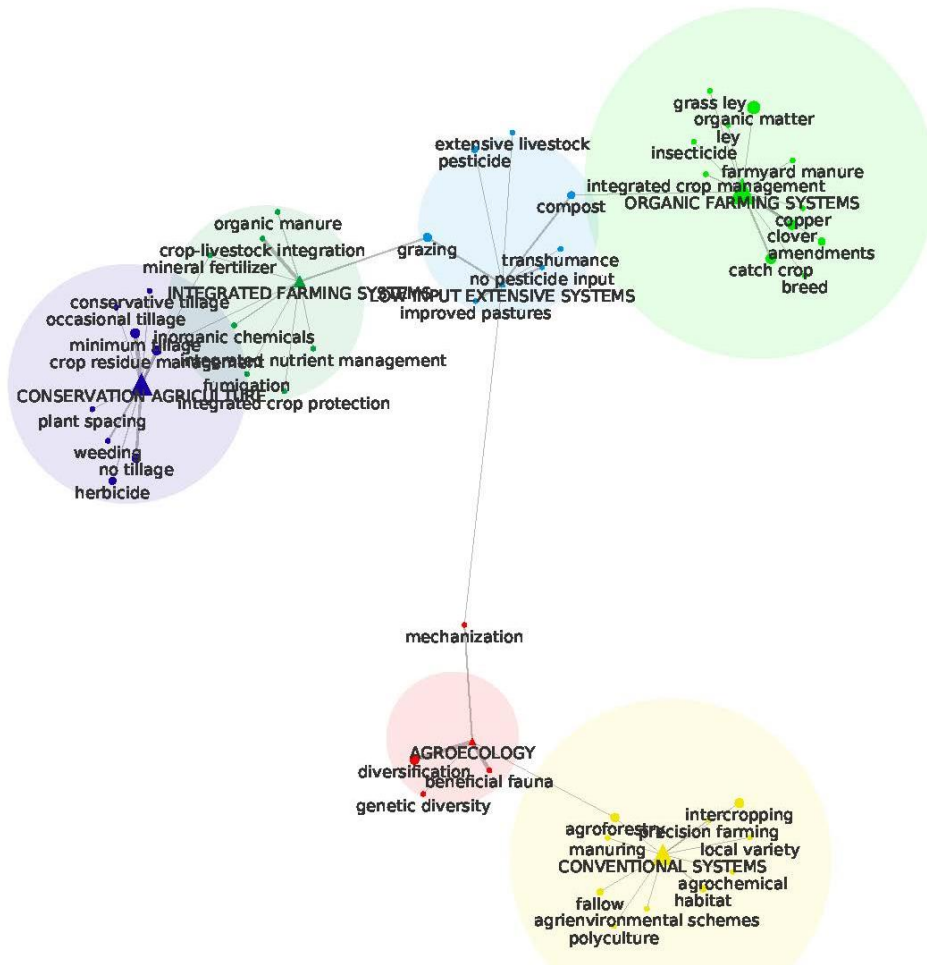 grass ley
organic matter
ley
insecticide
farmyard manure
integrated crop management
ORGANIC FARMING SYSTEMS
copper
clover
amendments
catch crop
breed
extensive livestock
pesticide
compost
grazing
transhumance
no pesticide input
LOW INPUT EXTENSIVE SYSTEMS
improved pastures
organic manure
crop-livestock integration
mineral fertilizer
INTEGRATED FARMING SYSTEMS
inorganic chemicals
integrated nutrient management
fumigation
integrated crop protection
conservative tillage
occasional tillage
minimum tillage
crop residue management
CONSERVATION AGRICULTURE
plant spacing
weeding
no tillage
herbicide
mechanization
AGROECOLOGY
diversification
beneficial fauna
genetic diversity
intercropping
agroforestry
precision farming
manuring
local variety
CONVENTIONAL SYSTEMS
agrochemical
habitat
fallow
agrienvironmental schemes
polyculture